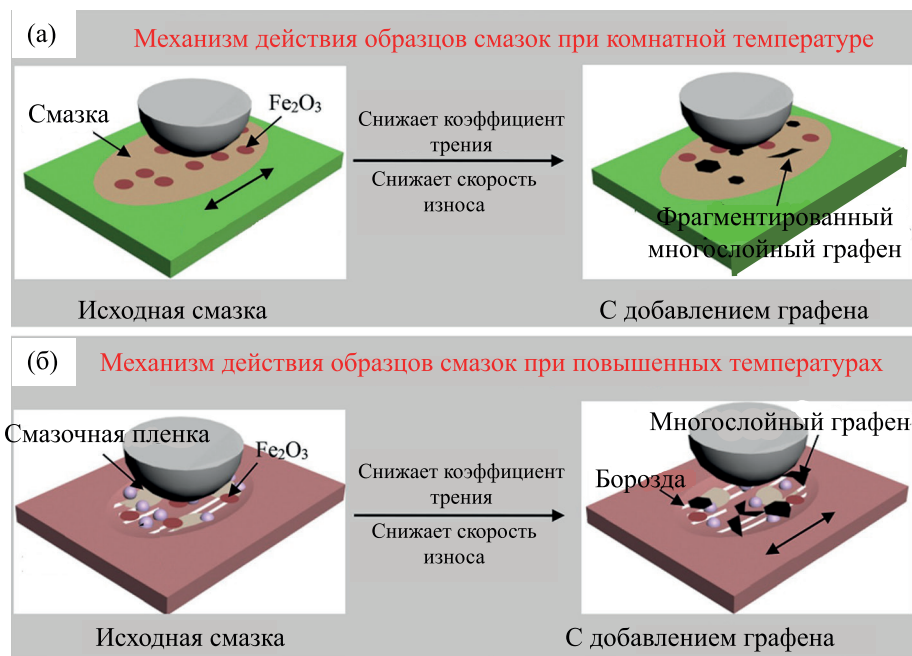 (а)
Механизм действия образцов смазок при комнатной температуре
Смазка
Fe₂O₃
Снижает коэффициент
трения
Снижает скорость
износа
Фрагментированный
многослойный графен
Исходная смазка
С добавлением графена
(б)
Механизм действия образцов смазок при повышенных температурах
Смазочная пленка
Fe₂O₃
Снижает коэффициент
трения
Снижает скорость
износа
Многослойный графен
Борозда
Исходная смазка
С добавлением графена